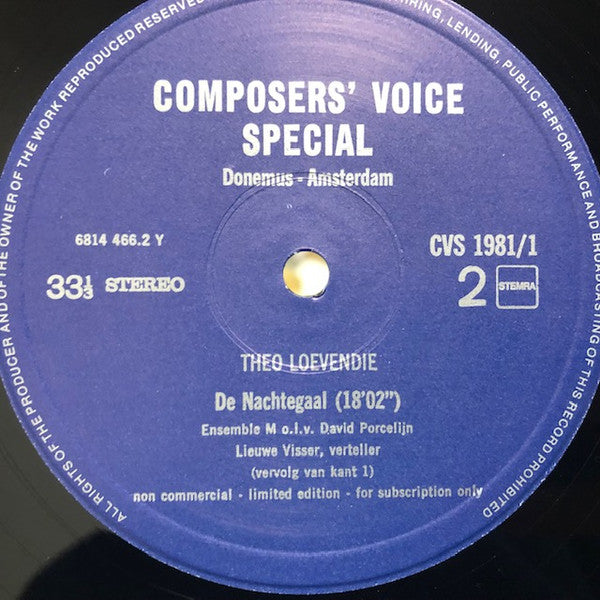 COMPOSERS' VOICE
SPECIAL
Donemus - Amsterdam
6814 466.2 Y
CVS 1981/1
33⅓ STEREO
2 STEMRA
THEO LOEVENDIE
De Nachtegaal (18'02")
Ensemble M o.l.v. David Porcelijn
Lieuwe Visser, verteller
(vervolg van kant 1)
non commercial - limited edition - for subscription only
ALL RIGHTS OF THE PRODUCER AND OF THE OWNER OF THE WORK REPRODUCED RESERVED LENDING, PUBLIC PERFORMANCE AND BROADCASTING OF THIS RECORD PROHIBITED